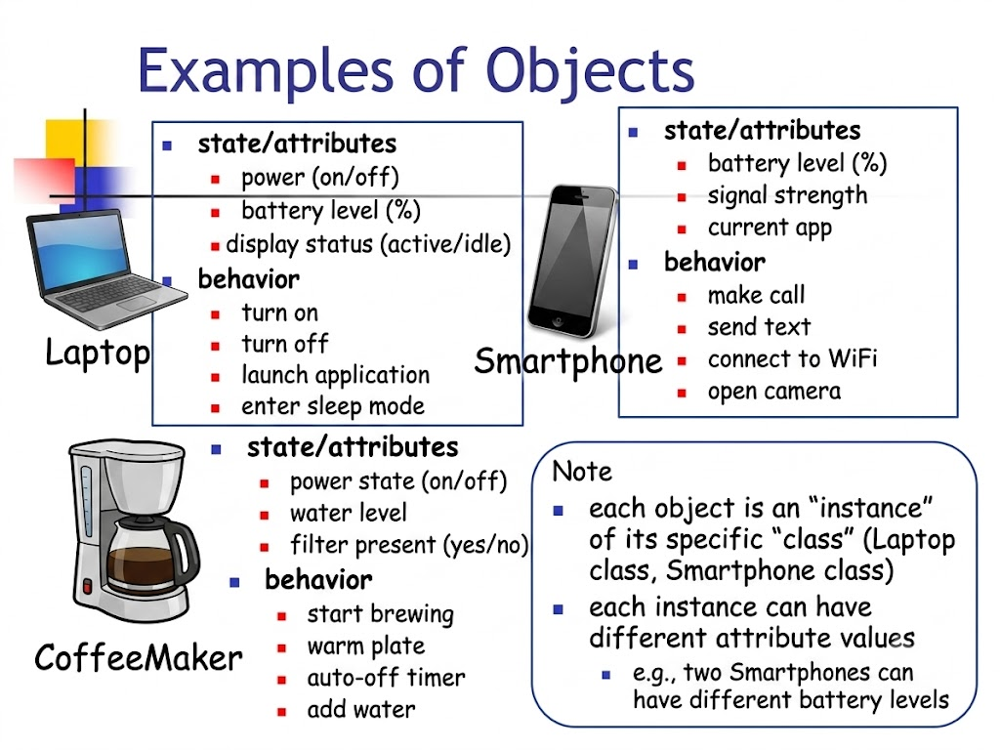 Examples of Objects
state/attributes
power (on/off)
battery level (%)
display status (active/idle)
behavior
turn on
turn off
launch application
enter sleep mode
Laptop
state/attributes
battery level (%)
signal strength
current app
behavior
make call
send text
connect to WiFi
open camera
Smartphone
state/attributes
power state (on/off)
water level
filter present (yes/no)
behavior
start brewing
warm plate
auto-off timer
add water
CoffeeMaker
Note
each object is an “instance”
of its specific “class” (Laptop
class, Smartphone class)
each instance can have
different attribute values
e.g., two Smartphones can
have different battery levels